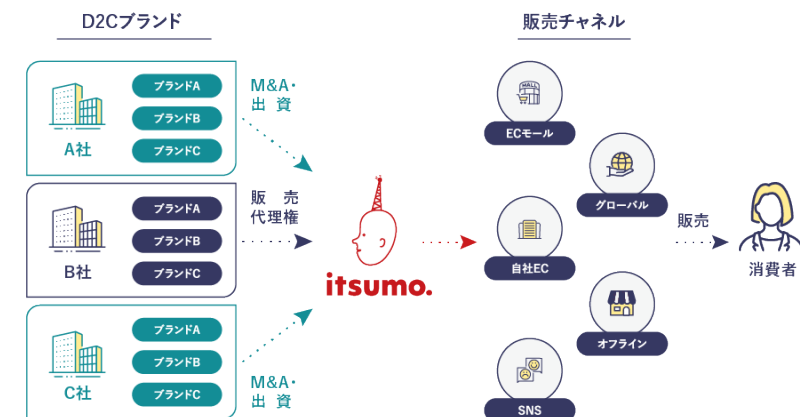 D2Cブランド
販売チャネル
ブランドA
ブランドB
ブランドC
A社
M&A・
出資
ブランドA
ブランドB
ブランドC
B社
販売
代理権
ブランドA
ブランドB
ブランドC
C社
M&A・
出資
itsumo.
MALL
ECモール
グローバル
自社EC
オフライン
SNS
販売
消費者